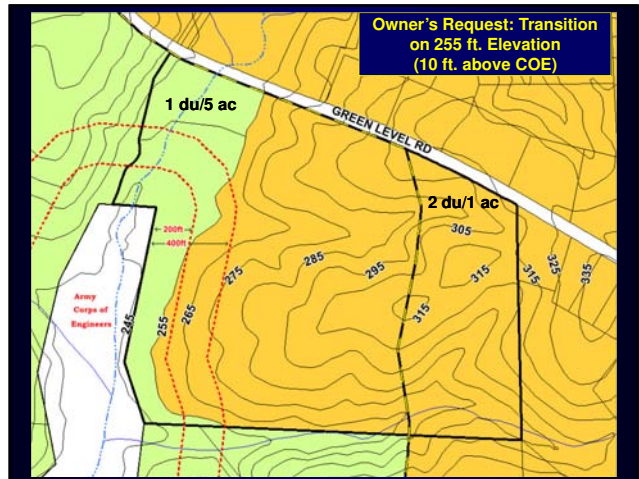 Owner's Request: Transition
on 255 ft. Elevation
(10 ft. above COE)
1 du/5 ac
GREEN LEVEL RD
2 du/1 ac
305
200ft
400ft
285
295
275
265
255
245
315
315
315
325
335
Army
Corps of
Engineers